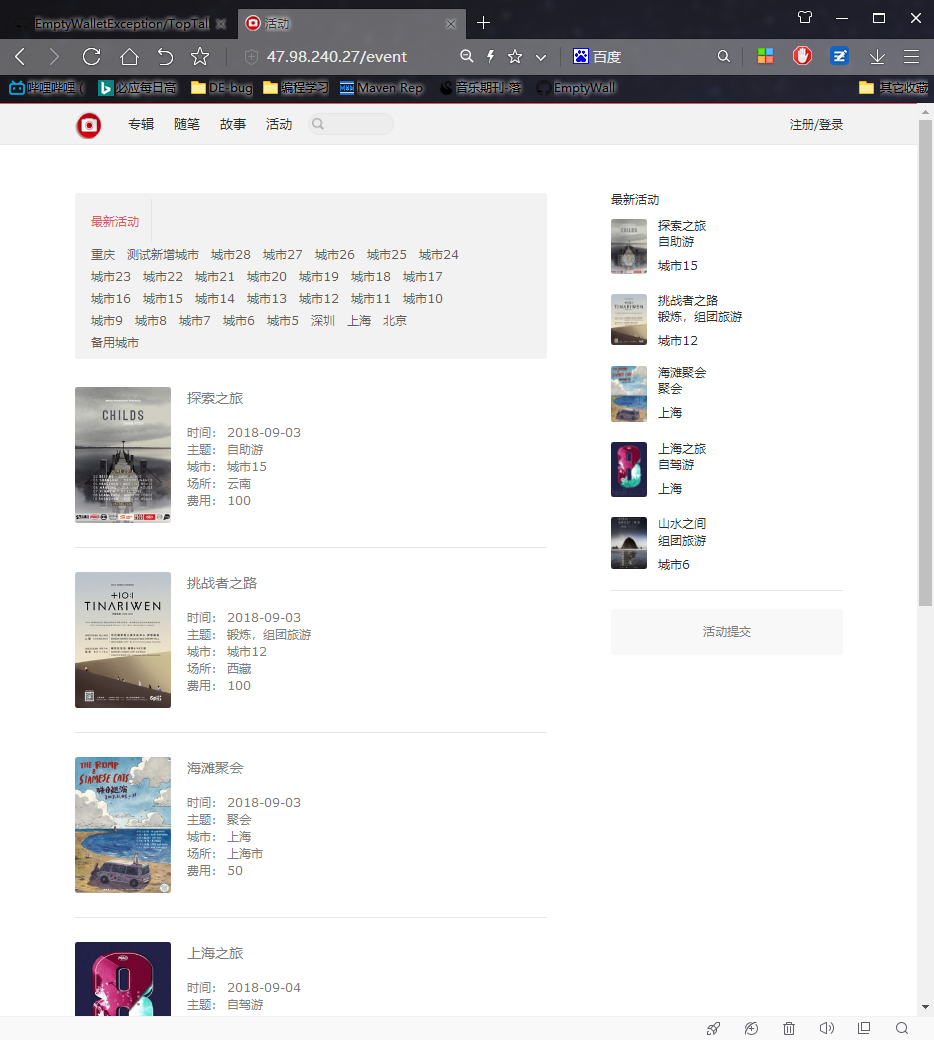 EmptyWalletException/TopTal
活动
47.98.240.27/event
百度
哔哩哔哩 (
必应每日高
DE-bug
编程学习
Maven Rep
音乐期刊-落
EmptyWall
其它收藏
专辑 随笔 故事 活动
注册/登录
最新活动
重庆 测试新增城市 城市28 城市27 城市26 城市25 城市24
城市23 城市22 城市21 城市20 城市19 城市18 城市17
城市16 城市15 城市14 城市13 城市12 城市11 城市10
城市9 城市8 城市7 城市6 城市5 深圳 上海 北京
备用城市
CHILDS
探索之旅
时间： 2018-09-03
主题： 自助游
城市： 城市15
场所： 云南
费用： 100
TINARIWEN
挑战者之路
时间： 2018-09-03
主题： 锻炼，组团旅游
城市： 城市12
场所： 西藏
费用： 100
THE ROMP
SIAMESE CATS
海滩聚会
时间： 2018-09-03
主题： 聚会
城市： 上海
场所： 上海市
费用： 50
上海之旅
时间： 2018-09-04
主题： 自驾游
最新活动
探索之旅
自助游
城市15
挑战者之路
锻炼，组团旅游
城市12
海滩聚会
聚会
上海
上海之旅
自驾游
上海
山水之间
组团旅游
城市6
活动提交